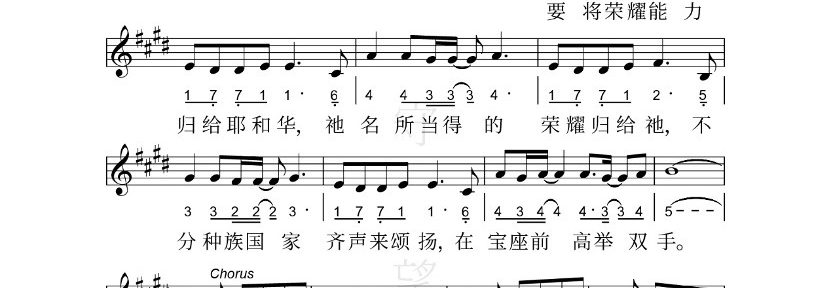 要 将荣耀能 力
1 7 7 1 1· 6 4 4 3 3 3 4· 1 7 7 1 2· 5
归给耶和华, 祂 名 所当得 的 荣耀归给祂, 不
3 3 2 2 2 3· 1 7 7 1 1· 6 4 3 4 4 4·3 3 4 5 - - -
分种族国 家 齐声来颂 扬, 在 宝座前 高举 双 手。
Chorus